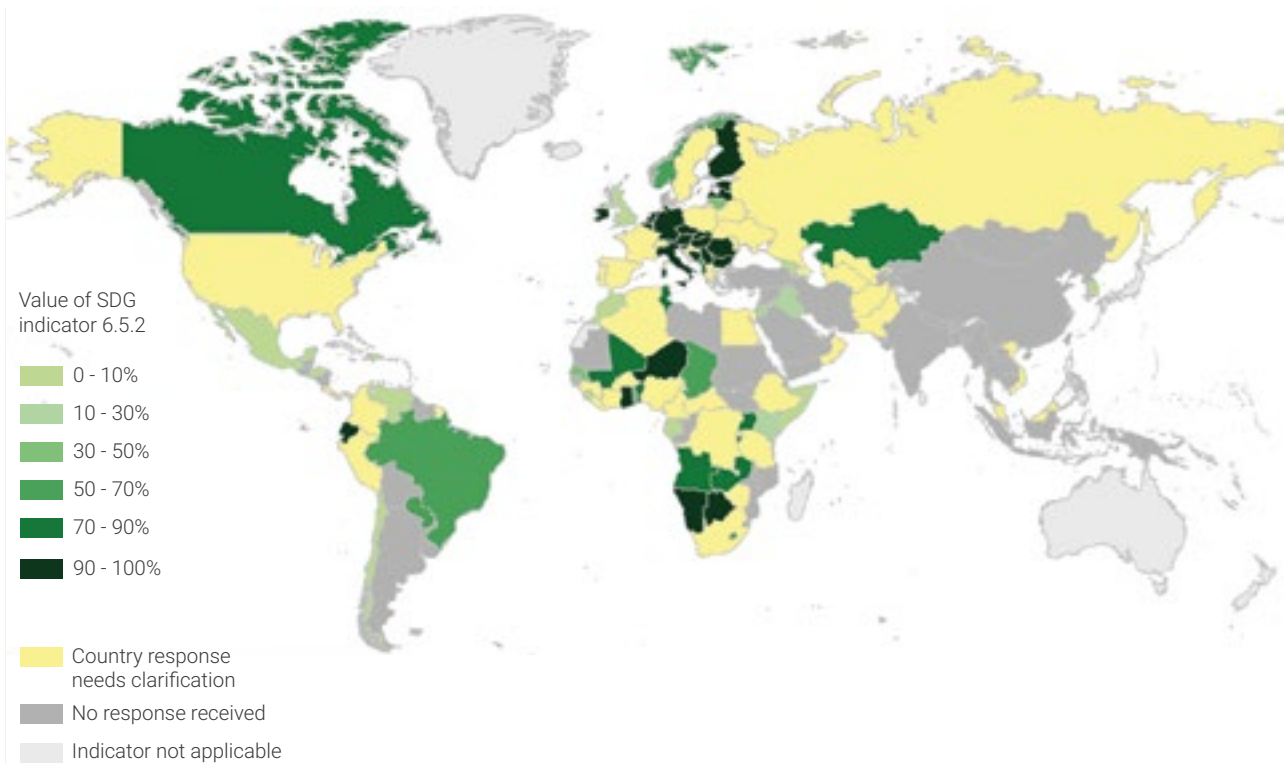 Value of SDG
indicator 6.5.2
0 - 10%
10 - 30%
30 - 50%
50 - 70%
70 - 90%
90 - 100%
Country response
needs clarification
No response received
Indicator not applicable